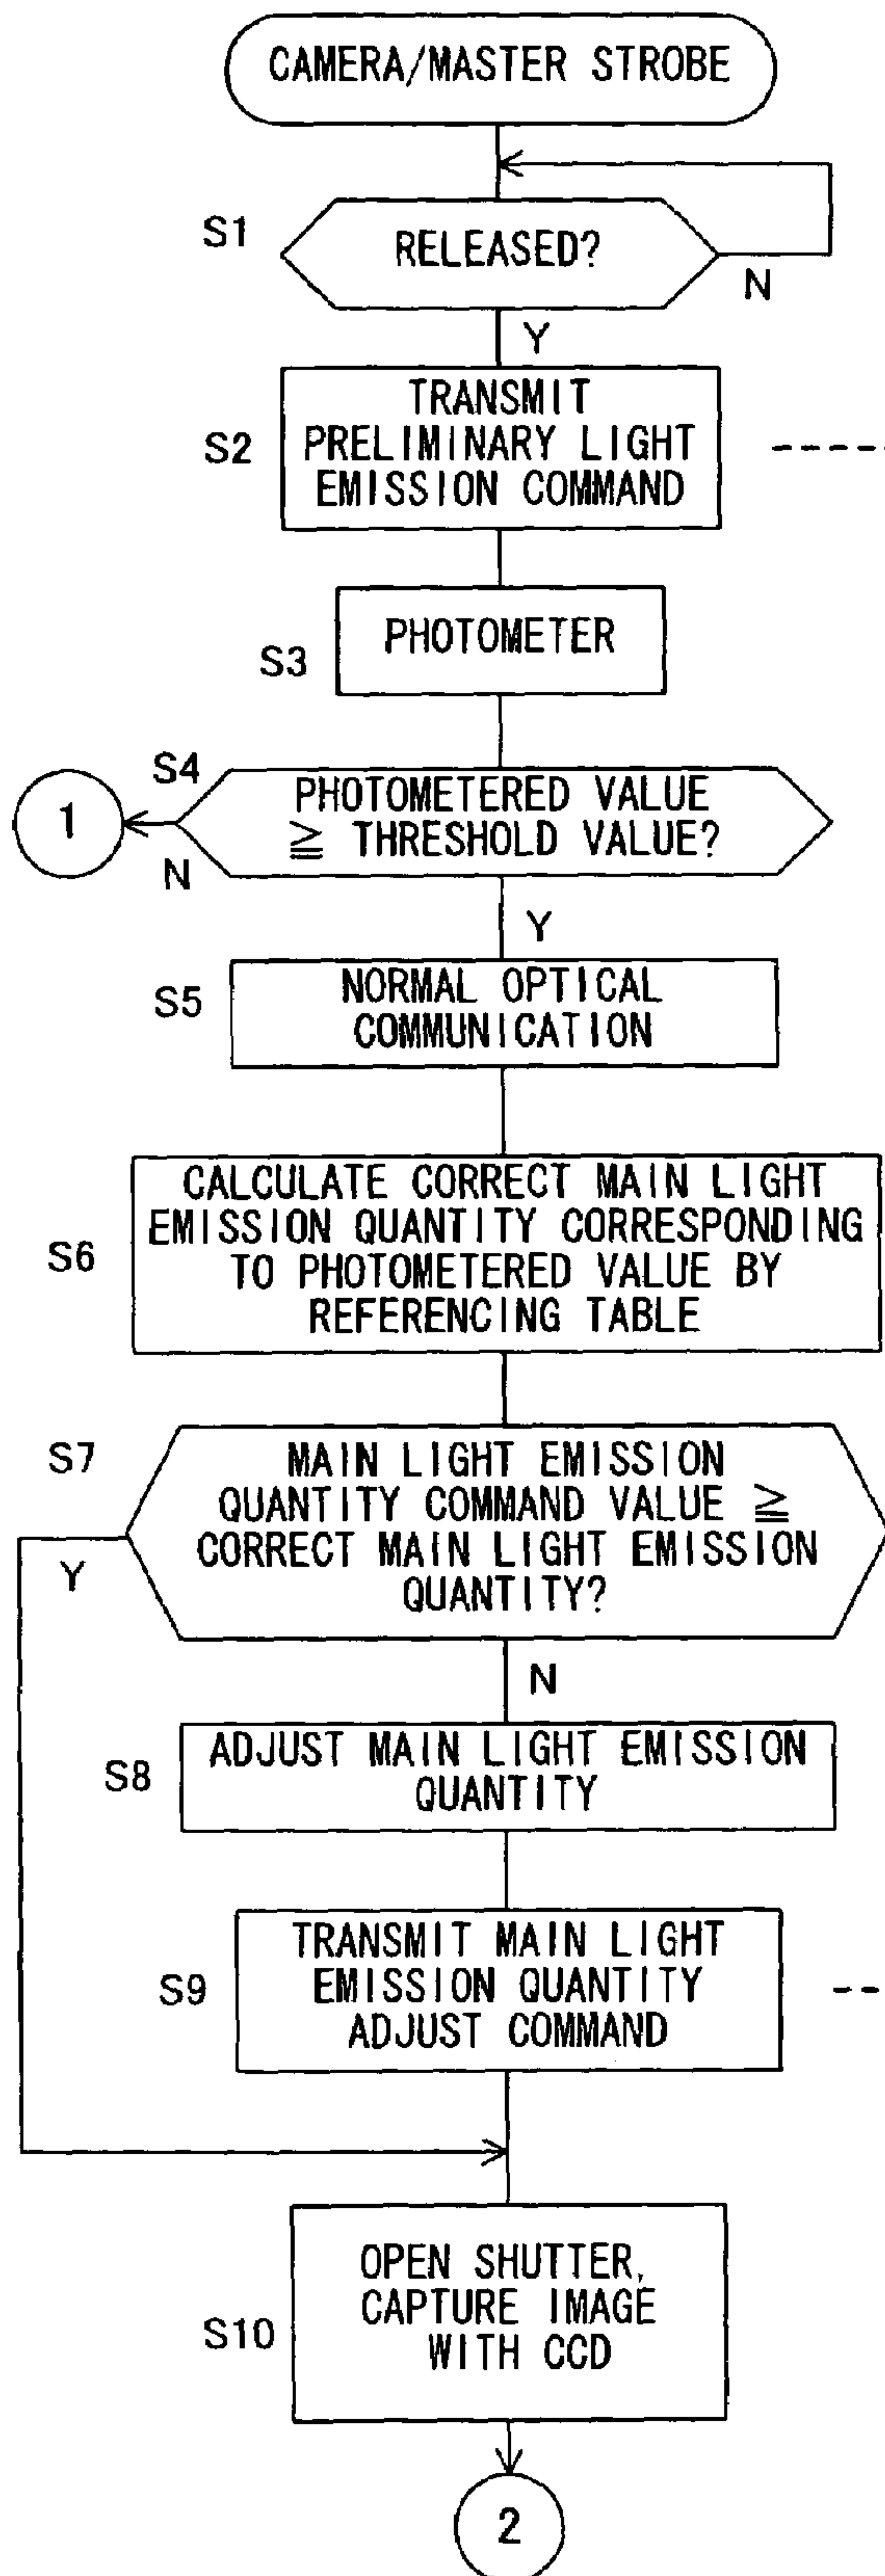 CAMERA/MASTER STROBE
S1
RELEASED?
N
Y
S2
TRANSMIT
PRELIMINARY LIGHT
EMISSION COMMAND
S3
PHOTOMETER
S4
PHOTOMETERED VALUE
≧ THRESHOLD VALUE?
1
N
Y
S5
NORMAL OPTICAL
COMMUNICATION
S6
CALCULATE CORRECT MAIN LIGHT
EMISSION QUANTITY CORRESPONDING
TO PHOTOMETERED VALUE BY
REFERENCING TABLE
S7
MAIN LIGHT EMISSION
QUANTITY COMMAND VALUE ≧
CORRECT MAIN LIGHT EMISSION
QUANTITY?
Y
N
S8
ADJUST MAIN LIGHT EMISSION
QUANTITY
S9
TRANSMIT MAIN LIGHT
EMISSION QUANTITY
ADJUST COMMAND
S10
OPEN SHUTTER,
CAPTURE IMAGE
WITH CCD
2